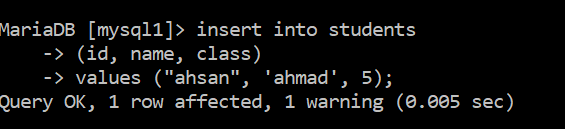 MariaDB [mysql1]> insert into students
    -> (id, name, class)
    -> values ("ahsan", 'ahmad', 5);
Query OK, 1 row affected, 1 warning (0.005 sec)